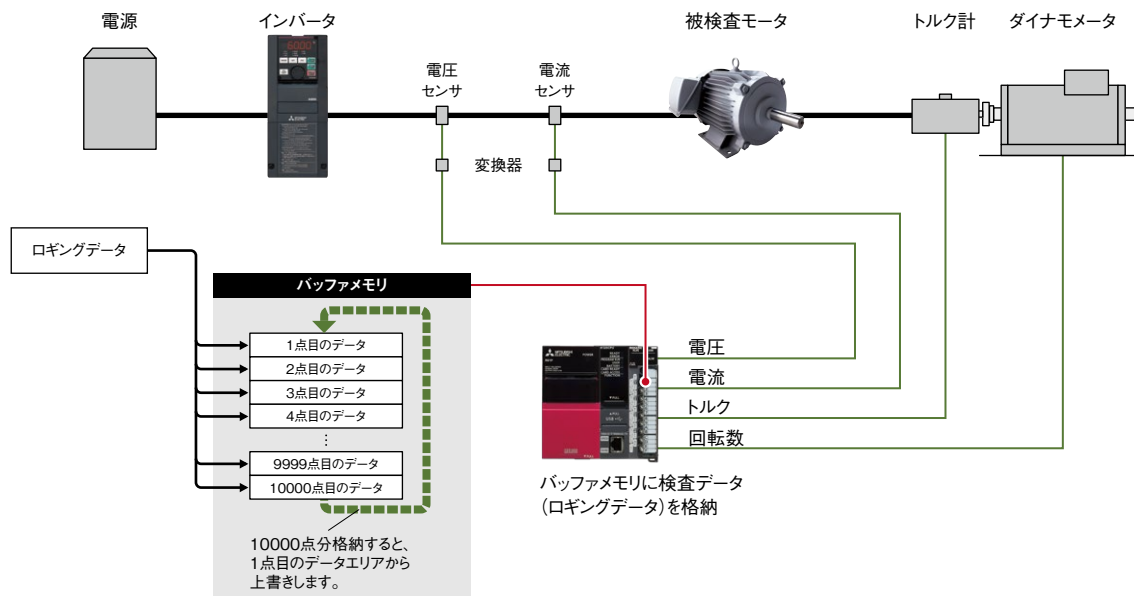 電源
インバータ
被検査モータ
トルク計
ダイナモメータ
電圧
センサ
電流
センサ
変換器
ロギングデータ
バッファメモリ
1点目のデータ
2点目のデータ
3点目のデータ
4点目のデータ
⋮
9999点目のデータ
10000点目のデータ
10000点分格納すると、
1点目のデータエリアから
上書きします。
電圧
電流
トルク
回転数
バッファメモリに検査データ
(ロギングデータ)を格納